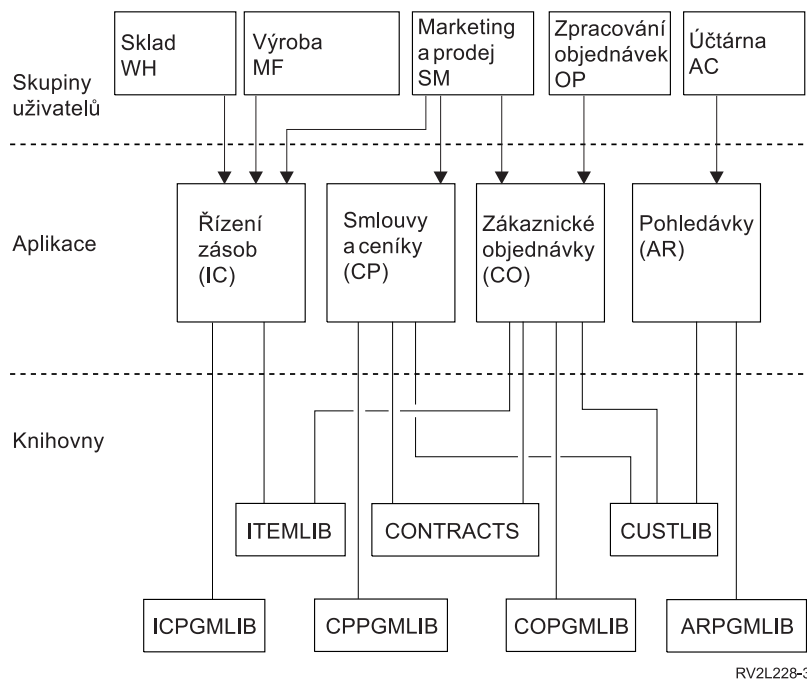 Sklad
WH
Výroba
MF
Marketing
a prodej
SM
Zpracování
objednávek
OP
Účtárna
AC
Skupiny
uživatelů
Aplikace
Řízení
zásob
(IC)
Smlouvy
a ceníky
(CP)
Zákaznické
objednávky
(CO)
Pohledávky
(AR)
Knihovny
ITEMLIB
CONTRACTS
CUSTLIB
ICPGMLIB
CPPGMLIB
COPGMLIB
ARPGMLIB
RV2L228-3